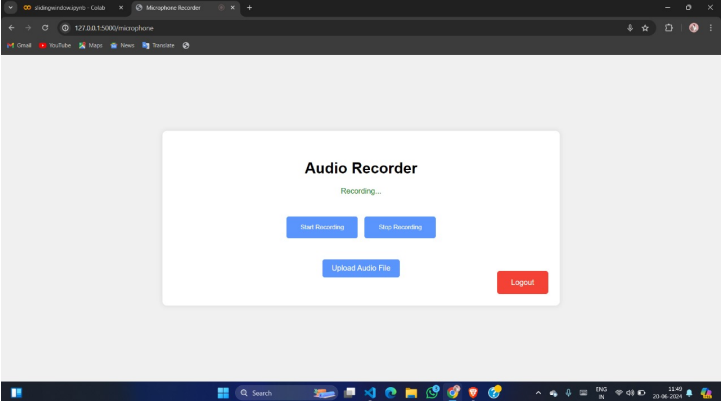 slidingwindow.ipynb - Colab
Microphone Recorder
127.0.0.1:5000/microphone
Gmail YouTube Maps News Translate
Audio Recorder
Recording...
Start Recording Stop Recording
Upload Audio File
Logout
Search
ENG
IN
11:49
20-06-2024